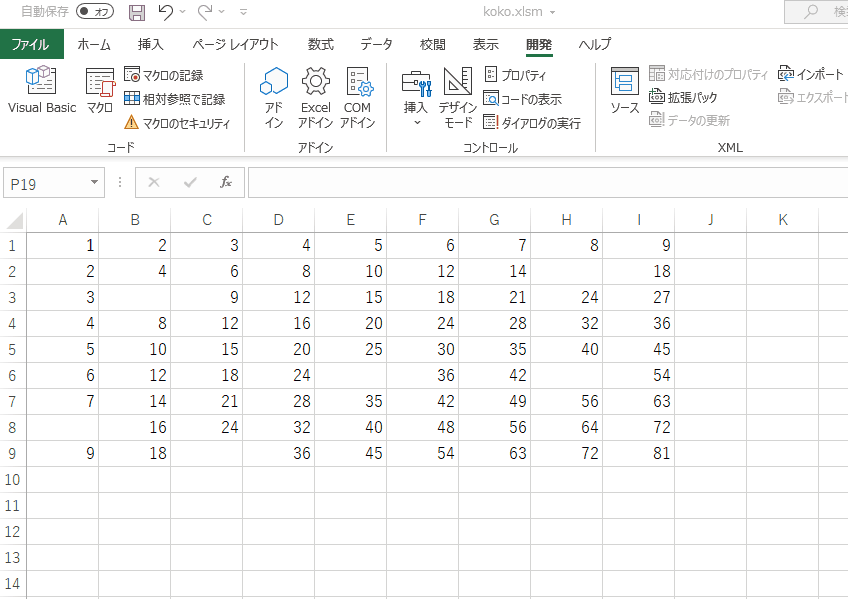 自動保存 オフ koko.xlsm 検索
ファイル ホーム 挿入 ページ レイアウト 数式 データ 校閲 表示 開発 ヘルプ
Visual Basic マクロ マクロの記録 相対参照で記録 マクロのセキュリティ
アドイン Excel アドイン COM アドイン
挿入 デザイン モード プロパティ コードの表示 ダイアログの実行
ソース 対応付けのプロパティ 拡張パック データの更新 インポート エクスポート
コード アドイン コントロール XML
P19 fx
A B C D E F G H I J K
1 1 2 3 4 5 6 7 8 9
2 2 4 6 8 10 12 14 18
3 3 9 12 15 18 21 24 27
4 4 8 12 16 20 24 28 32 36
5 5 10 15 20 25 30 35 40 45
6 6 12 18 24 36 42 54
7 7 14 21 28 35 42 49 56 63
8 16 24 32 40 48 56 64 72
9 9 18 36 45 54 63 72 81
10
11
12
13
14